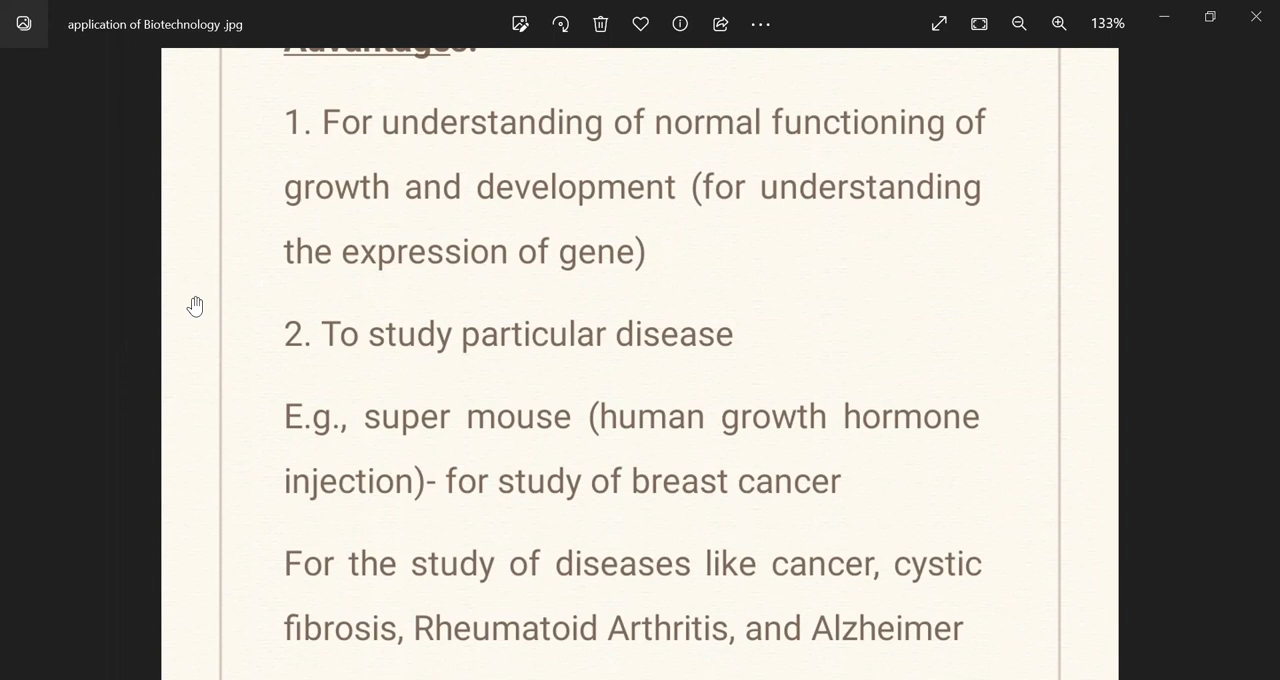 application of Biotechnology .jpg
133%
Advantages:
1. For understanding of normal functioning of
growth and development (for understanding
the expression of gene)
2. To study particular disease
E.g., super mouse (human growth hormone
injection)- for study of breast cancer
For the study of diseases like cancer, cystic
fibrosis, Rheumatoid Arthritis, and Alzheimer